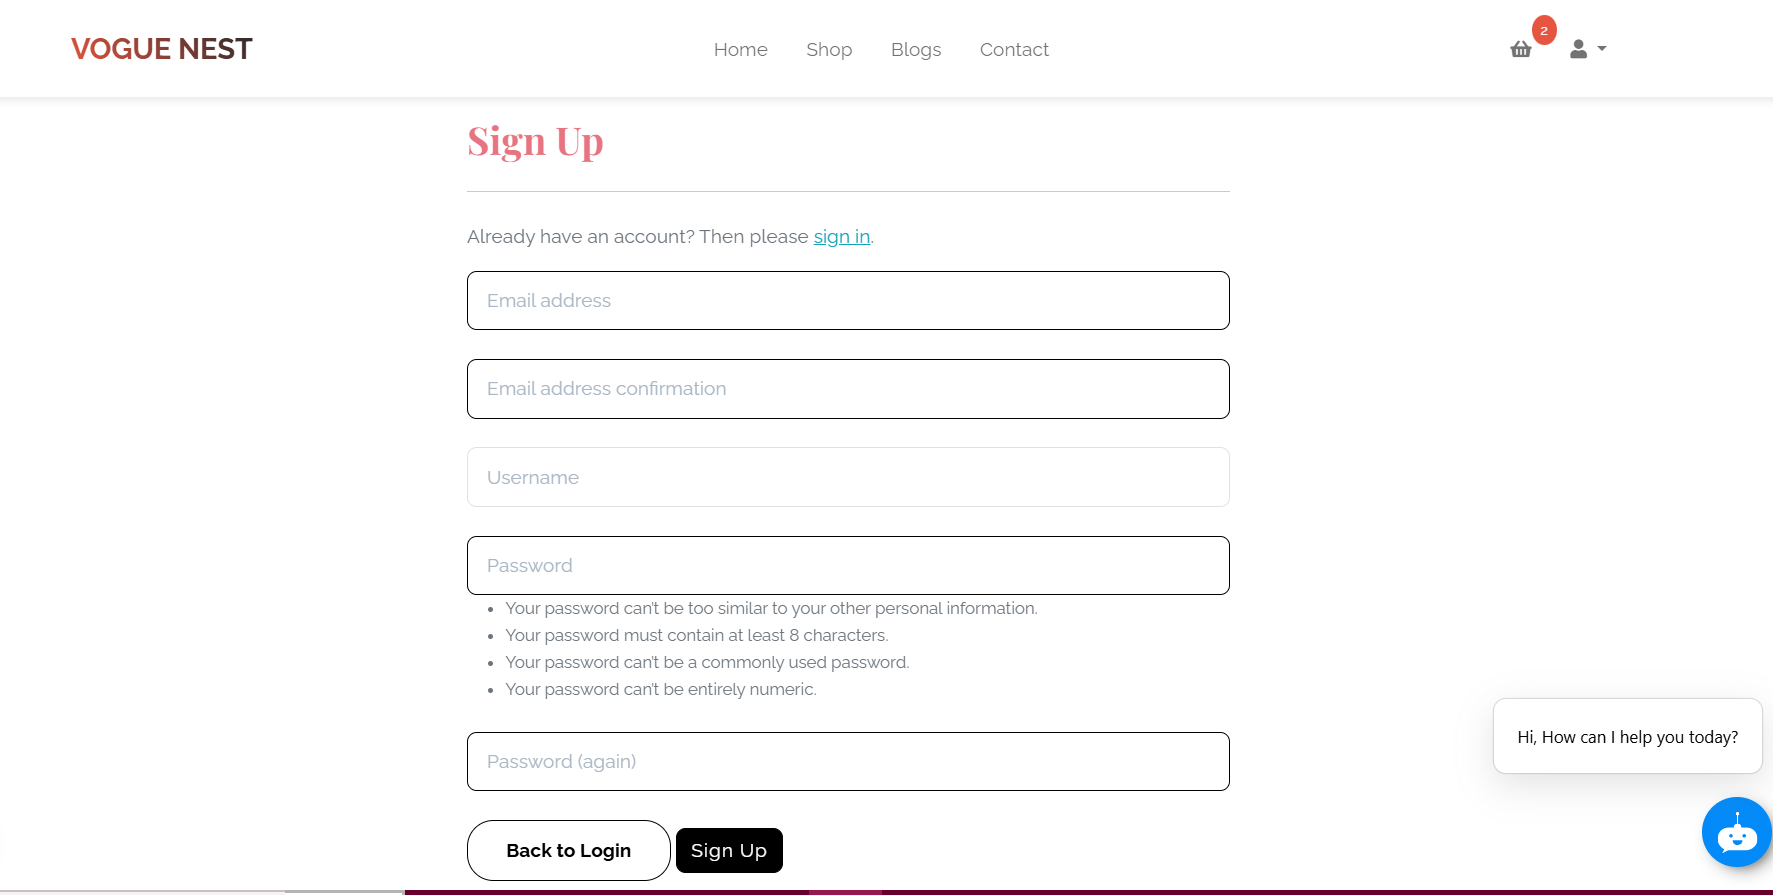 VOGUE NEST
Home Shop Blogs Contact
2
Sign Up
Already have an account? Then please sign in.
Email address
Email address confirmation
Username
Password
Your password can't be too similar to your other personal information.
Your password must contain at least 8 characters.
Your password can't be a commonly used password.
Your password can't be entirely numeric.
Password (again)
Back to Login Sign Up
Hi, How can I help you today?